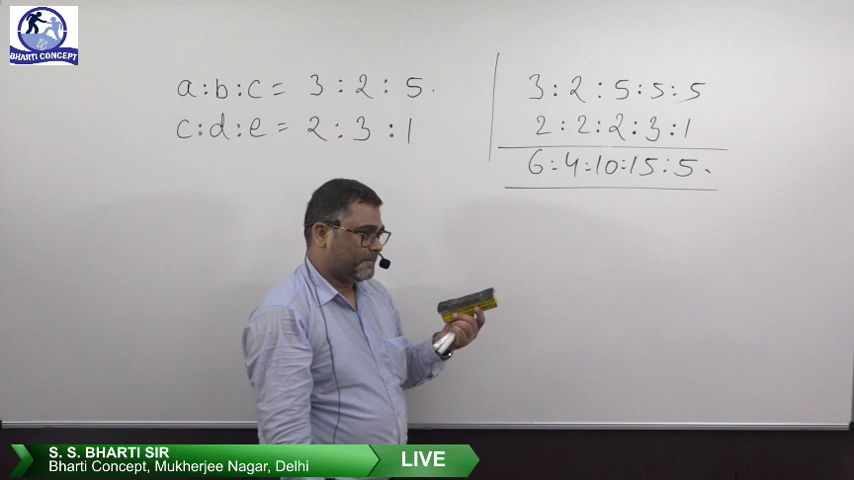 BHARTI CONCEPT
a:b:c = 3:2:5.
c:d:e = 2:3:1
3:2:5:5:5
2:2:2:3:1
6:4:10:15:5.
S. S. BHARTI SIR
Bharti Concept, Mukherjee Nagar, Delhi
LIVE